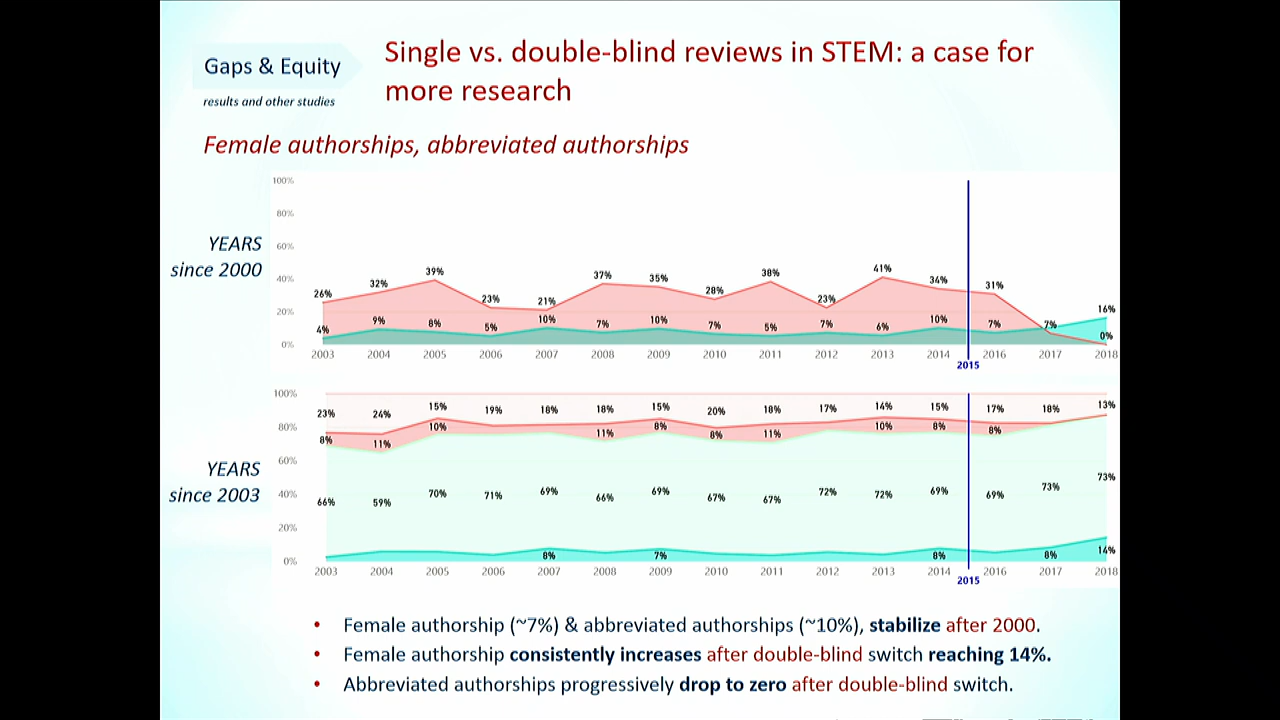 Gaps & Equity
results and other studies
Single vs. double-blind reviews in STEM: a case for
more research
Female authorships, abbreviated authorships
YEARS
since 2000
100%
80%
60%
40%
20%
0%
26% 32% 39% 23% 21% 37% 35% 28% 38% 23% 41% 34% 31% 7% 0%
4% 9% 8% 5% 10% 7% 10% 7% 5% 7% 6% 10% 7% 16%
2003 2004 2005 2006 2007 2008 2009 2010 2011 2012 2013 2014 2016 2017 2018
2015
YEARS
since 2003
100%
80%
60%
40%
20%
0%
23% 24% 15% 19% 18% 18% 15% 20% 18% 17% 14% 15% 17% 18% 13%
8% 11% 10% 11% 8% 8% 11% 10% 8% 8%
66% 59% 70% 71% 69% 66% 69% 67% 67% 72% 72% 69% 69% 73% 73%
8% 7% 8% 8% 14%
2003 2004 2005 2006 2007 2008 2009 2010 2011 2012 2013 2014 2016 2017 2018
2015
• Female authorship (~7%) & abbreviated authorships (~10%), stabilize after 2000.
• Female authorship consistently increases after double-blind switch reaching 14%.
• Abbreviated authorships progressively drop to zero after double-blind switch.